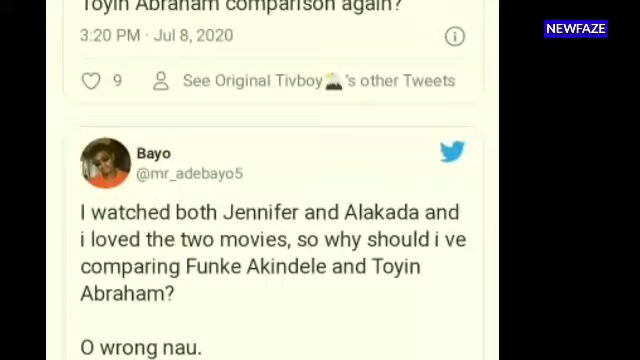 Toyin Abraham comparison again?
NEWFAZE
3:20 PM · Jul 8, 2020
9 See Original Tivboy🌋's other Tweets
Bayo
@mr_adebayo5
I watched both Jennifer and Alakada and
i loved the two movies, so why should i ve
comparing Funke Akindele and Toyin
Abraham?
O wrong nau.